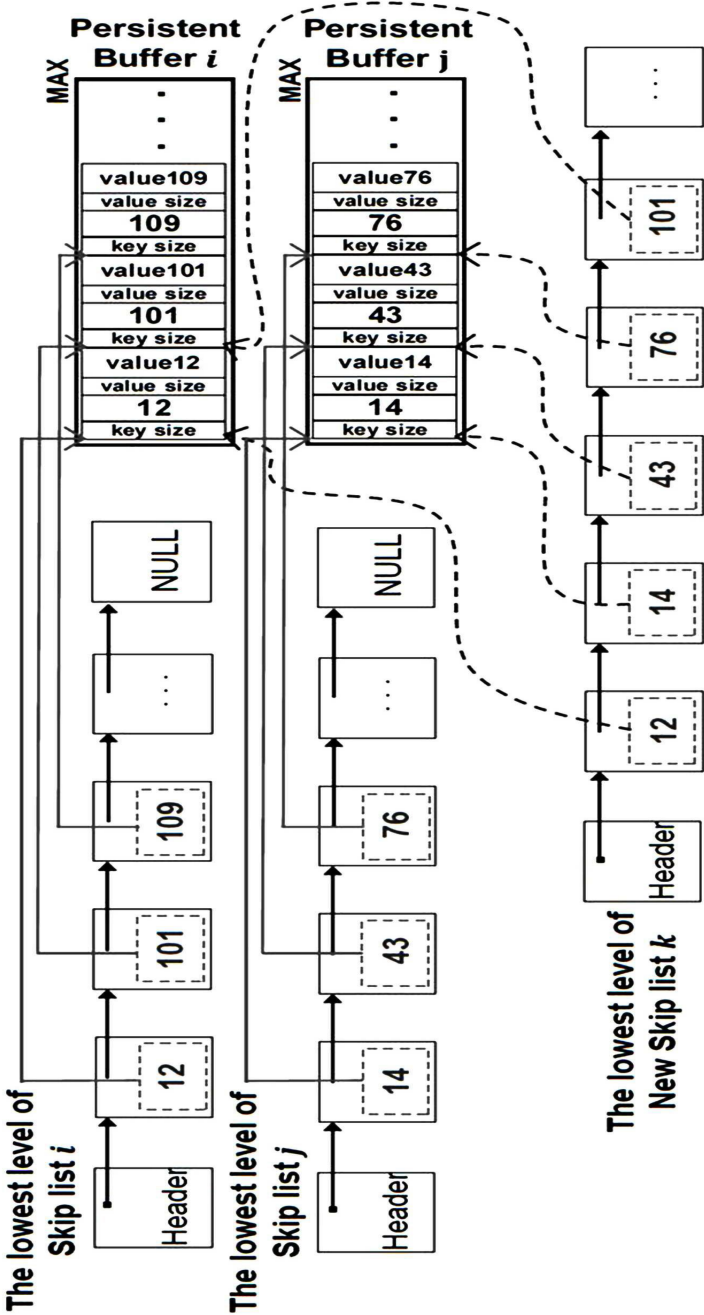 Persistent
Buffer i
MAX
.
.
.
value109
value size
109
key size
value101
value size
101
key size
value12
value size
12
key size
Persistent
Buffer j
MAX
.
.
.
value76
value size
76
key size
value43
value size
43
key size
value14
value size
14
key size
The lowest level of
Skip list i
Header
12
101
109
...
NULL
The lowest level of
Skip list j
Header
14
43
76
...
NULL
The lowest level of
New Skip list k
Header
12
14
43
76
101
...